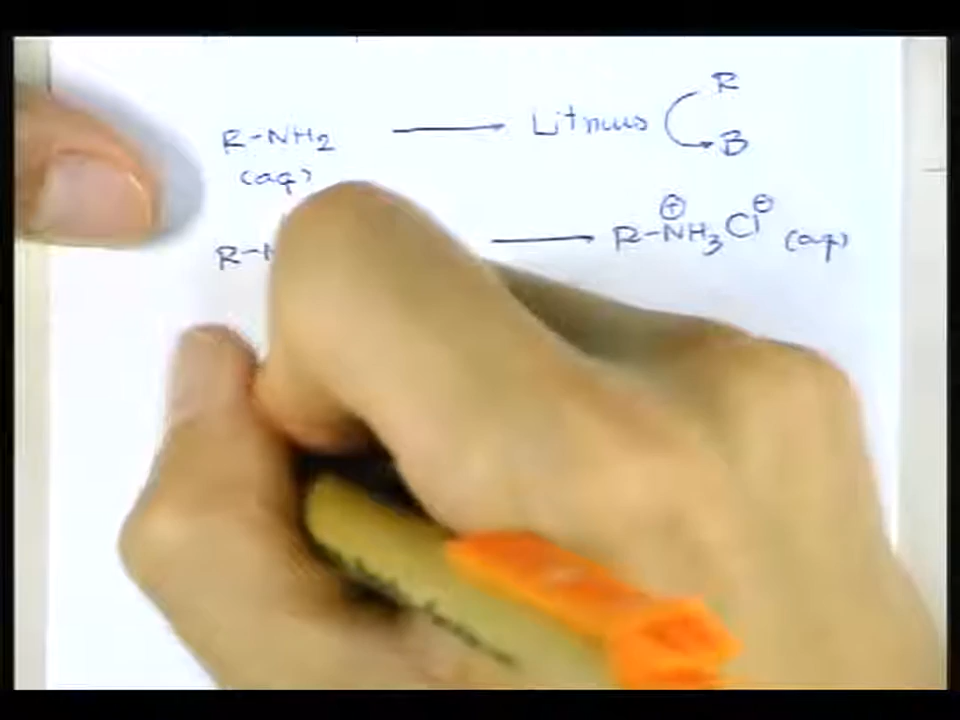 R-NH2 → Litmus R
B
(aq)
R-N → R-NH3 Cl (aq)
⊕ ⊖